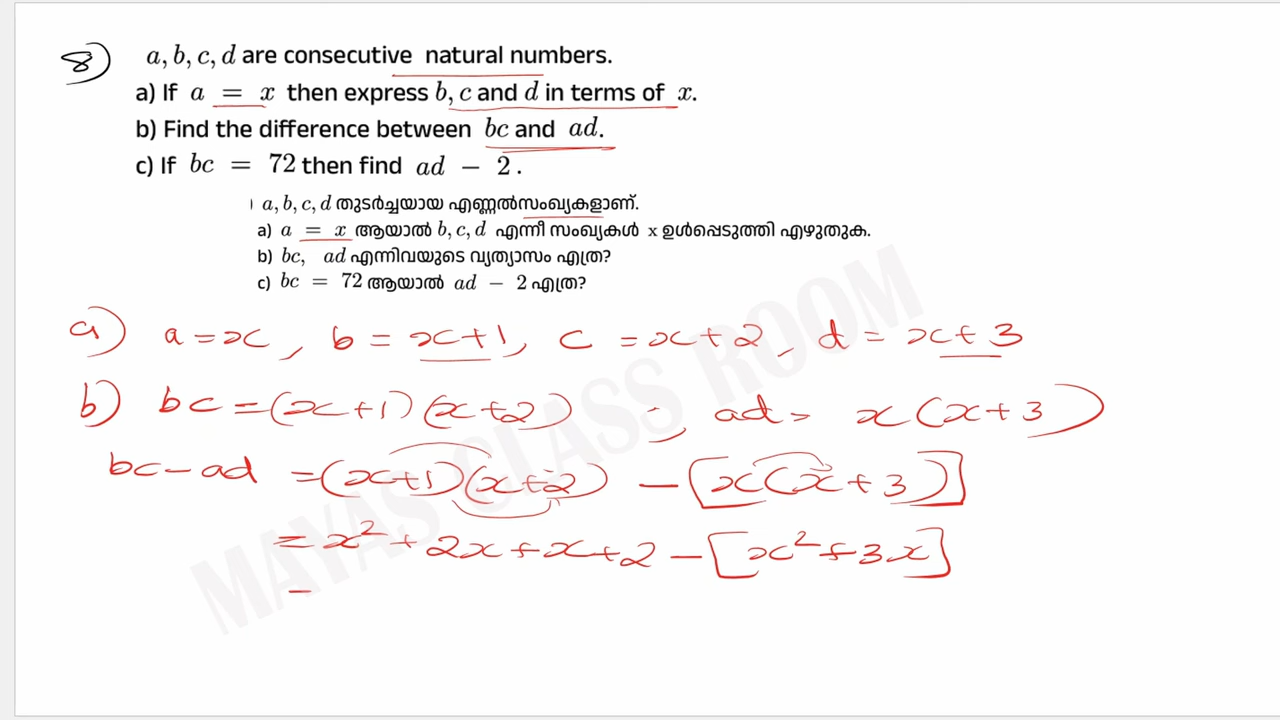 8) a, b, c, d are consecutive natural numbers.
a) If a = x then express b, c and d in terms of x.
b) Find the difference between bc and ad.
c) If bc = 72 then find ad − 2.
) a, b, c, d തുടർച്ചയായ എണ്ണൽസംഖ്യകളാണ്.
a) a = x ആയാൽ b, c, d എന്നീ സംഖ്യകൾ x ഉൾപ്പെടുത്തി എഴുതുക.
b) bc, ad എന്നിവയുടെ വ്യത്യാസം എത്ര?
c) bc = 72 ആയാൽ ad − 2 എത്ര?
a) a = x, b = x+1, c = x+2, d = x+3
b) bc = (x+1)(x+2) ; ad = x(x+3)
bc − ad = (x+1)(x+2) − [x(x+3)]
= x² + 2x + x + 2 − [x² + 3x]
=
MAYAS CLASS ROOM